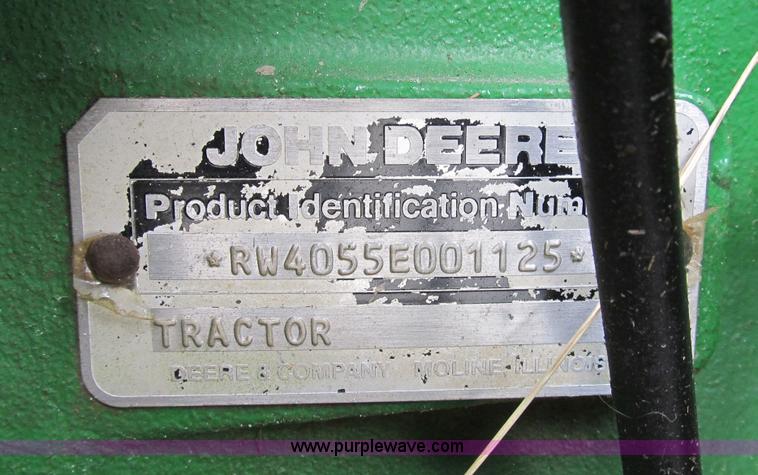 JOHN DEERE
Product Identification Num
*RW4055E001125*
TRACTOR
DEERE & COMPANY MOLINE ILLINOIS
www.purplewave.com